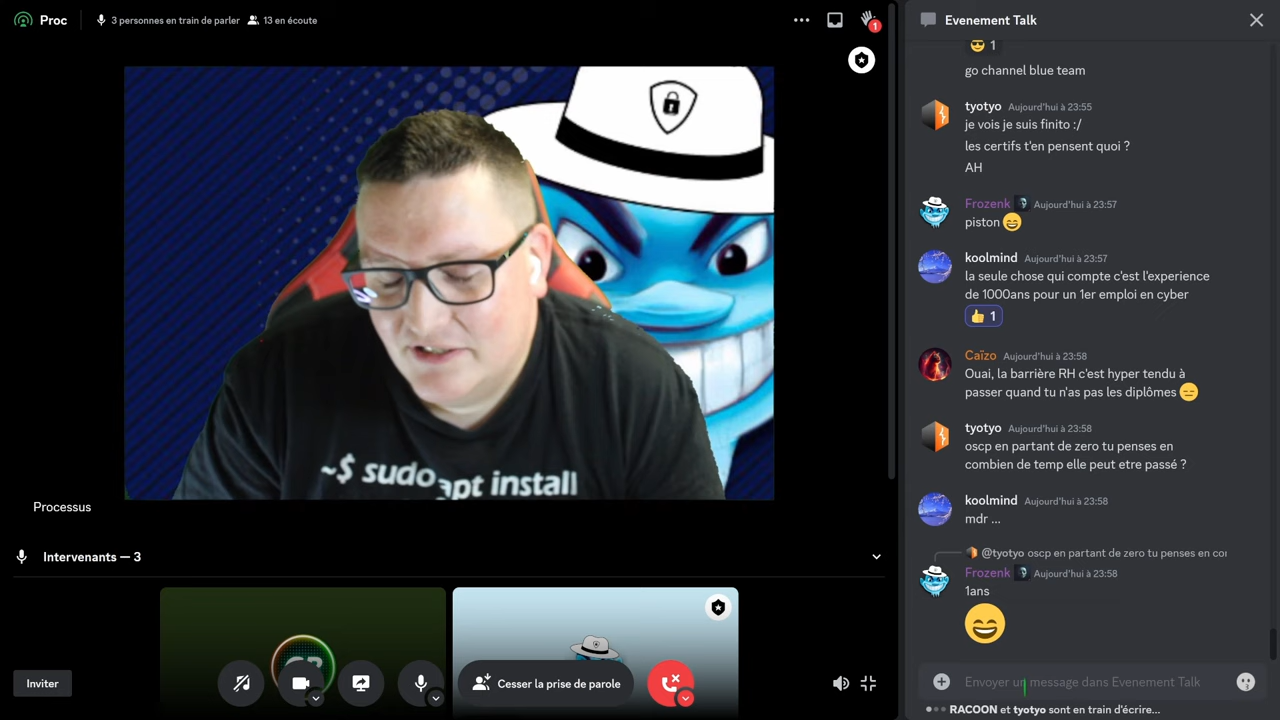 Proc
3 personnes en train de parler
13 en écoute
1
Evenement Talk
1
go channel blue team
tyotyo Aujourd'hui à 23:55
je vois je suis finito :/
les certifs t'en pensent quoi ?
AH
Frozenk Aujourd'hui à 23:57
piston
koolmind Aujourd'hui à 23:57
la seule chose qui compte c'est l'experience
de 1000ans pour un 1er emploi en cyber
1
Caïzo Aujourd'hui à 23:58
Ouai, la barrière RH c'est hyper tendu à
passer quand tu n'as pas les diplômes
tyotyo Aujourd'hui à 23:58
oscp en partant de zero tu penses en
combien de temp elle peut etre passé ?
koolmind Aujourd'hui à 23:58
mdr ...
@tyotyo oscp en partant de zero tu penses en
Frozenk Aujourd'hui à 23:58
1ans
Envoyer un message dans Evenement Talk
RACOON et tyotyo sont en train d'écrire...
~$ sudo apt install
Processus
Intervenants — 3
Inviter
Cesser la prise de parole